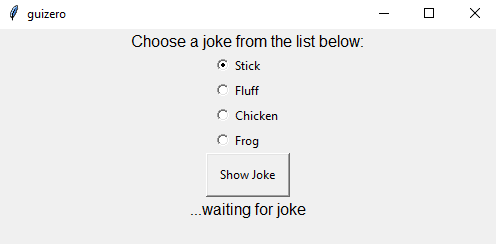 guizero
Choose a joke from the list below:
Stick
Fluff
Chicken
Frog
Show Joke
...waiting for joke